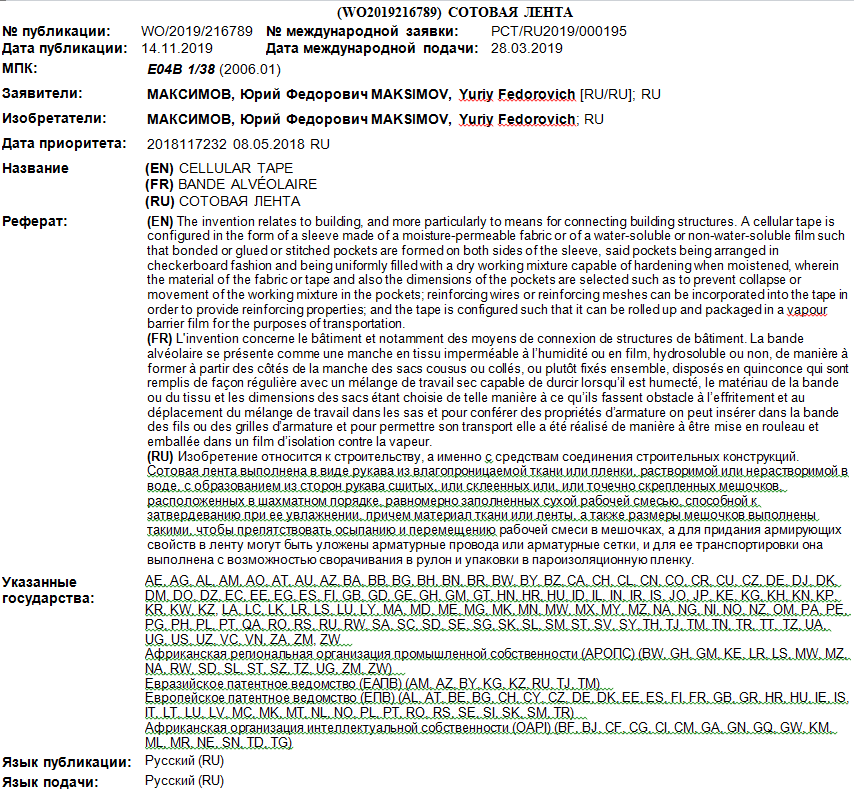 (WO2019216789) СОТОВАЯ ЛЕНТА
№ публикации: WO/2019/216789 № международной заявки: PCT/RU2019/000195
Дата публикации: 14.11.2019 Дата международной подачи: 28.03.2019
МПК: E04B 1/38 (2006.01)
Заявители: МАКСИМОВ, Юрий Федорович MAKSIMOV, Yuriy Fedorovich [RU/RU]; RU
Изобретатели: МАКСИМОВ, Юрий Федорович MAKSIMOV, Yuriy Fedorovich; RU
Дата приоритета: 2018117232 08.05.2018 RU
Название (EN) CELLULAR TAPE
(FR) BANDE ALVÉOLAIRE
(RU) СОТОВАЯ ЛЕНТА
Реферат: (EN) The invention relates to building, and more particularly to means for connecting building structures. A cellular tape is
configured in the form of a sleeve made of a moisture-permeable fabric or of a water-soluble or non-water-soluble film such
that bonded or glued or stitched pockets are formed on both sides of the sleeve, said pockets being arranged in
checkerboard fashion and being uniformly filled with a dry working mixture capable of hardening when moistened, wherein
the material of the fabric or tape and also the dimensions of the pockets are selected such as to prevent collapse or
movement of the working mixture in the pockets; reinforcing wires or reinforcing meshes can be incorporated into the tape in
order to provide reinforcing properties; and the tape is configured such that it can be rolled up and packaged in a vapour
barrier film for the purposes of transportation.
(FR) L'invention concerne le bâtiment et notamment des moyens de connexion de structures de bâtiment. La bande
alvéolaire se présente comme une manche en tissu imperméable à l'humidité ou en film, hydrosoluble ou non, de manière à
former à partir des côtés de la manche des sacs cousus ou collés, ou plutôt fixés ensemble, disposés en quinconce qui sont
remplis de façon régulière avec un mélange de travail sec capable de durcir lorsqu'il est humecté, le matériau de la bande
ou du tissu et les dimensions des sacs étant choisie de telle manière à ce qu'ils fassent obstacle à l'effritement et au
déplacement du mélange de travail dans les sas et pour conférer des propriétés d'armature on peut insérer dans la bande
des fils ou des grilles d'armature et pour permettre son transport elle a été réalisé de manière à être mise en rouleau et
emballée dans un film d'isolation contre la vapeur.
(RU) Изобретение относится к строительству, а именно с средствам соединения строительных конструкций.
Сотовая лента выполнена в виде рукава из влагопроницаемой ткани или пленки, растворимой или нерастворимой в
воде, с образованием из сторон рукава сшитых, или склеенных или, или точечно скрепленных мешочков,
расположенных в шахматном порядке, равномерно заполненных сухой рабочей смесью, способной к
затвердеванию при ее увлажнении, причем материал ткани или ленты, а также размеры мешочков выполнены
такими, чтобы препятствовать осыпанию и перемещению рабочей смеси в мешочках, а для придания армирующих
свойств в ленту могут быть уложены арматурные провода или арматурные сетки, и для ее транспортировки она
выполнена с возможностью сворачивания в рулон и упаковки в пароизоляционную пленку.
Указанные AE, AG, AL, AM, AO, AT, AU, AZ, BA, BB, BG, BH, BN, BR, BW, BY, BZ, CA, CH, CL, CN, CO, CR, CU, CZ, DE, DJ, DK,
государства: DM, DO, DZ, EC, EE, EG, ES, FI, GB, GD, GE, GH, GM, GT, HN, HR, HU, ID, IL, IN, IR, IS, JO, JP, KE, KG, KH, KN, KP,
KR, KW, KZ, LA, LC, LK, LR, LS, LU, LY, MA, MD, ME, MG, MK, MN, MW, MX, MY, MZ, NA, NG, NI, NO, NZ, OM, PA, PE,
PG, PH, PL, PT, QA, RO, RS, RU, RW, SA, SC, SD, SE, SG, SK, SL, SM, ST, SV, SY, TH, TJ, TM, TN, TR, TT, TZ, UA,
UG, US, UZ, VC, VN, ZA, ZM, ZW
Африканская региональная организация промышленной собственности (АРОПС) (BW, GH, GM, KE, LR, LS, MW, MZ,
NA, RW, SD, SL, ST, SZ, TZ, UG, ZM, ZW)
Евразийское патентное ведомство (ЕАПВ) (AM, AZ, BY, KG, KZ, RU, TJ, TM)
Европейское патентное ведомство (ЕПВ) (AL, AT, BE, BG, CH, CY, CZ, DE, DK, EE, ES, FI, FR, GB, GR, HR, HU, IE, IS,
IT, LT, LU, LV, MC, MK, MT, NL, NO, PL, PT, RO, RS, SE, SI, SK, SM, TR)
Африканская организация интеллектуальной собственности (OAPI) (BF, BJ, CF, CG, CI, CM, GA, GN, GQ, GW, KM,
ML, MR, NE, SN, TD, TG)
Язык публикации: Русский (RU)
Язык подачи: Русский (RU)